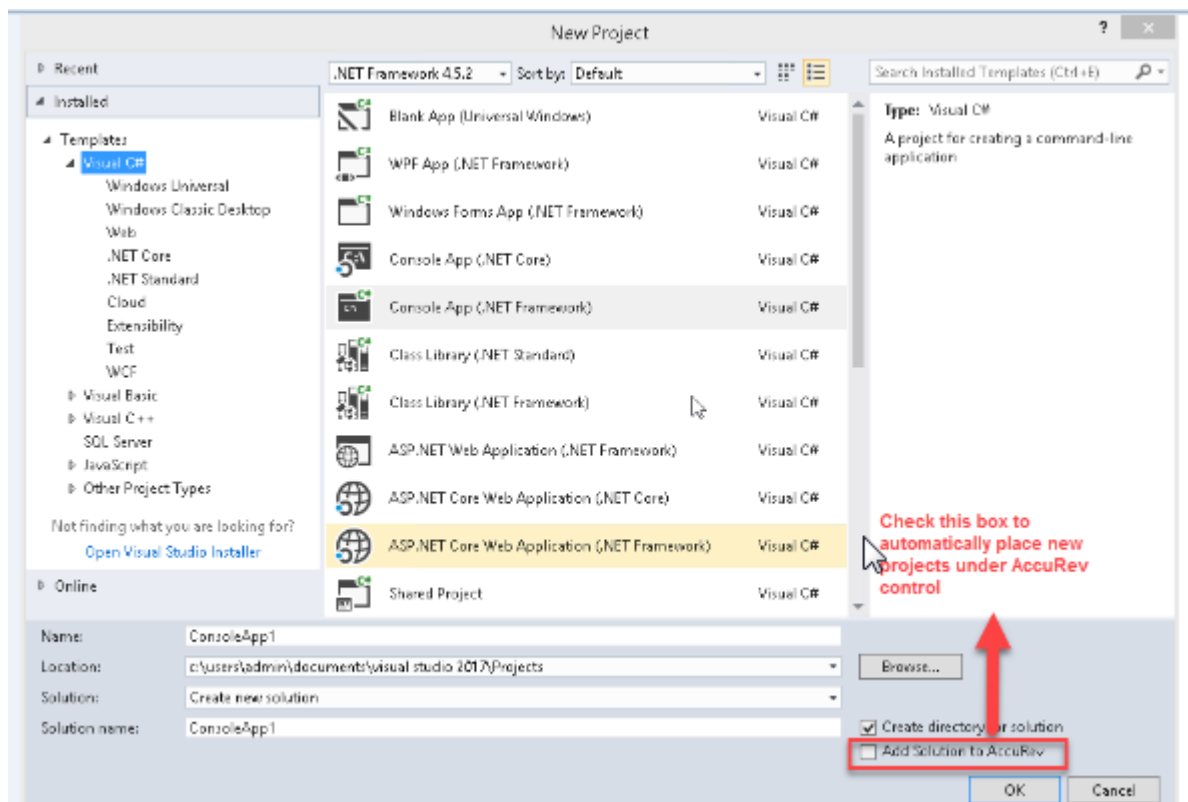 New Project
?
Recent
Installed
Templates
Visual C#
Windows Universal
Windows Classic Desktop
Web
.NET Core
.NET Standard
Cloud
Extensibility
Test
WCF
Visual Basic
Visual C++
SQL Server
JavaScript
Other Project Types
Not finding what you are looking for?
Open Visual Studio Installer
Online
.NET Framework 4.5.2
Sort by: Default
Blank App (Universal Windows) Visual C#
WPF App (.NET Framework) Visual C#
Windows Forms App (.NET Framework) Visual C#
Console App (.NET Core) Visual C#
Console App (.NET Framework) Visual C#
Class Library (.NET Standard) Visual C#
Class Library (.NET Framework) Visual C#
ASP.NET Web Application (.NET Framework) Visual C#
ASP.NET Core Web Application (.NET Core) Visual C#
ASP.NET Core Web Application (.NET Framework) Visual C#
Shared Project Visual C#
Search Installed Templates (Ctrl+E)
Type: Visual C#
A project for creating a command-line
application
Check this box to
automatically place new
projects under AccuRev
control
Name: ConsoleApp1
Location: c:\users\admin\documents\visual studio 2017\Projects
Browse...
Solution: Create new solution
Solution name: ConsoleApp1
Create directory for solution
Add Solution to AccuRev
OK
Cancel